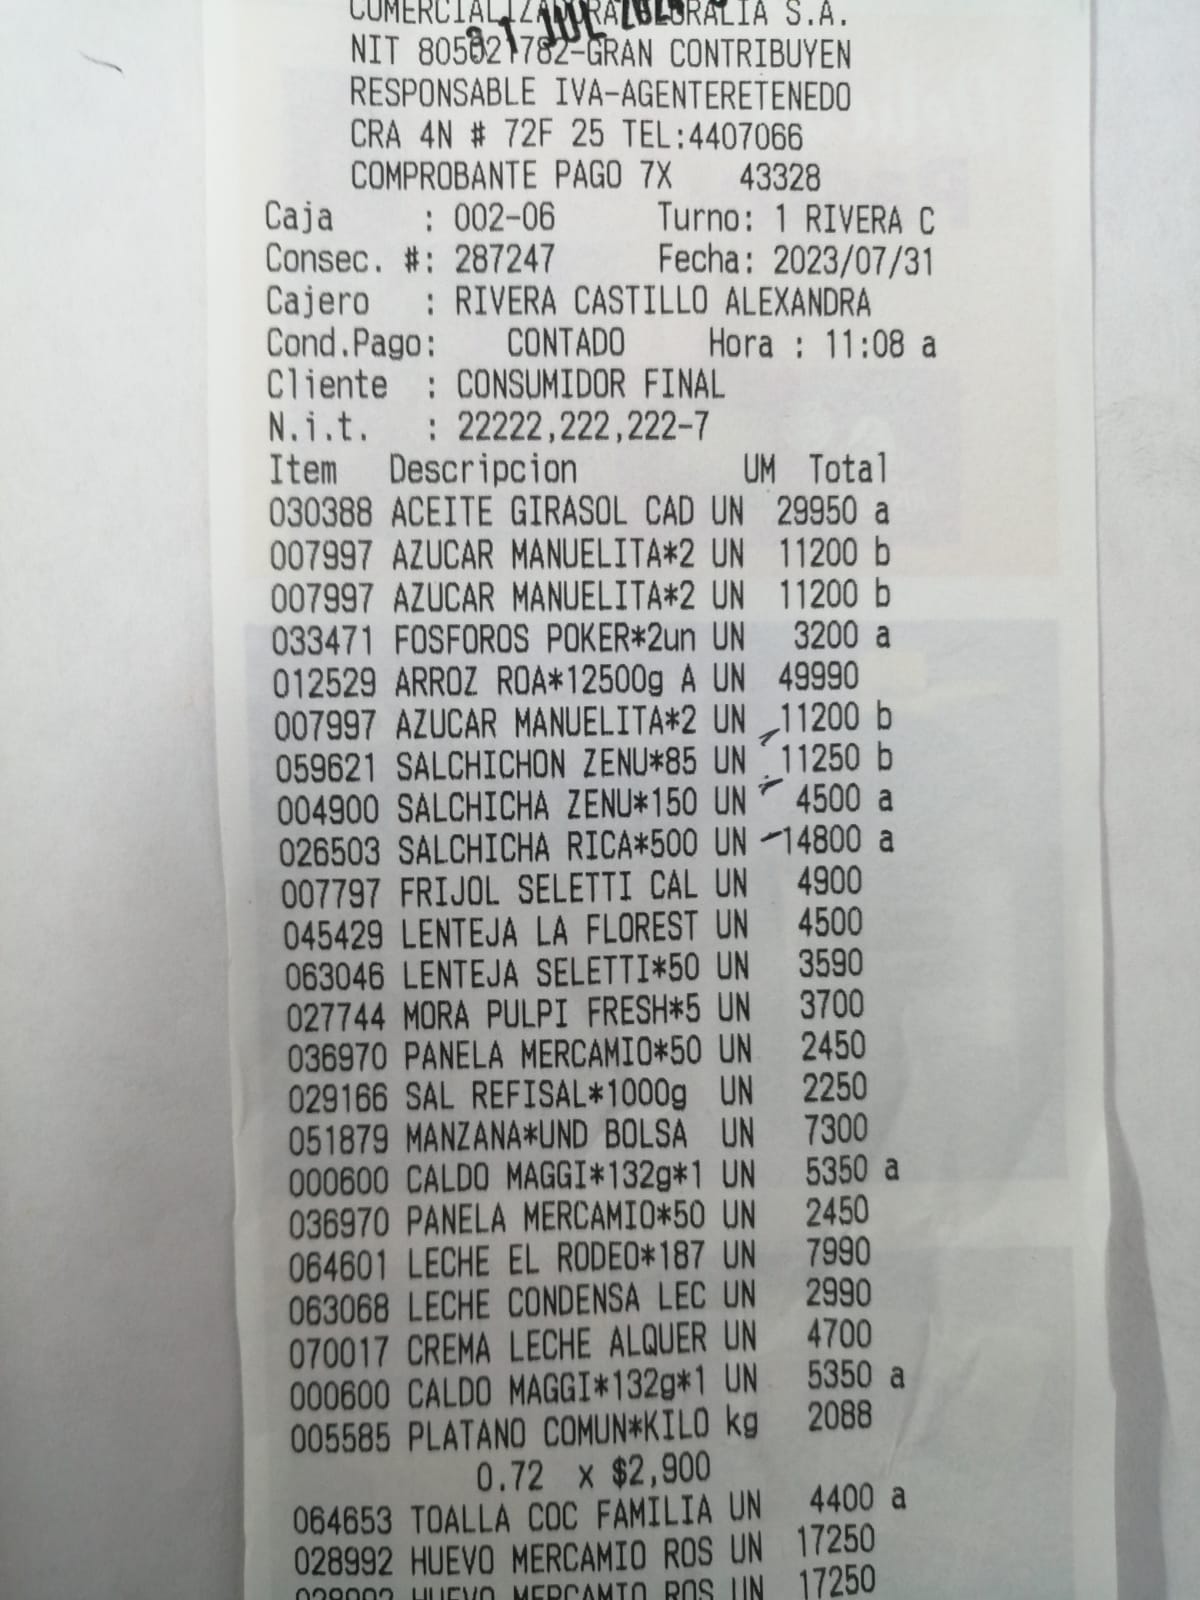 COMERCIALIZADORA FLORALIA S.A.
31 JUL 2023
NIT 805021782-GRAN CONTRIBUYEN
RESPONSABLE IVA-AGENTERETENEDO
CRA 4N # 72F 25 TEL:4407066
COMPROBANTE PAGO 7X 43328
Caja : 002-06 Turno: 1 RIVERA C
Consec. #: 287247 Fecha: 2023/07/31
Cajero : RIVERA CASTILLO ALEXANDRA
Cond.Pago: CONTADO Hora : 11:08 a
Cliente : CONSUMIDOR FINAL
N.i.t. : 22222,222,222-7
Item Descripcion UM Total
030388 ACEITE GIRASOL CAD UN 29950 a
007997 AZUCAR MANUELITA*2 UN 11200 b
007997 AZUCAR MANUELITA*2 UN 11200 b
033471 FOSFOROS POKER*2un UN 3200 a
012529 ARROZ ROA*12500g A UN 49990
007997 AZUCAR MANUELITA*2 UN 11200 b
059621 SALCHICHON ZENU*85 UN 11250 b
004900 SALCHICHA ZENU*150 UN 4500 a
026503 SALCHICHA RICA*500 UN 14800 a
007797 FRIJOL SELETTI CAL UN 4900
045429 LENTEJA LA FLOREST UN 4500
063046 LENTEJA SELETTI*50 UN 3590
027744 MORA PULPI FRESH*5 UN 3700
036970 PANELA MERCAMIO*50 UN 2450
029166 SAL REFISAL*1000g UN 2250
051879 MANZANA*UND BOLSA UN 7300
000600 CALDO MAGGI*132g*1 UN 5350 a
036970 PANELA MERCAMIO*50 UN 2450
064601 LECHE EL RODEO*187 UN 7990
063068 LECHE CONDENSA LEC UN 2990
070017 CREMA LECHE ALQUER UN 4700
000600 CALDO MAGGI*132g*1 UN 5350 a
005585 PLATANO COMUN*KILO kg 2088
0.72 x $2,900
064653 TOALLA COC FAMILIA UN 4400 a
028992 HUEVO MERCAMIO ROS UN 17250
028992 HUEVO MERCAMIO ROS UN 17250